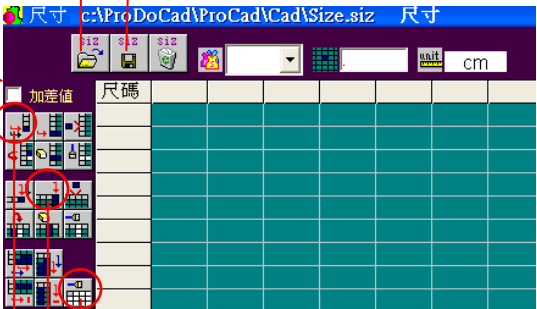 尺寸 c:\ProDoCad\ProCad\Cad\Size.siz 尺寸
siz siz siz unit cm
加差值 尺碼